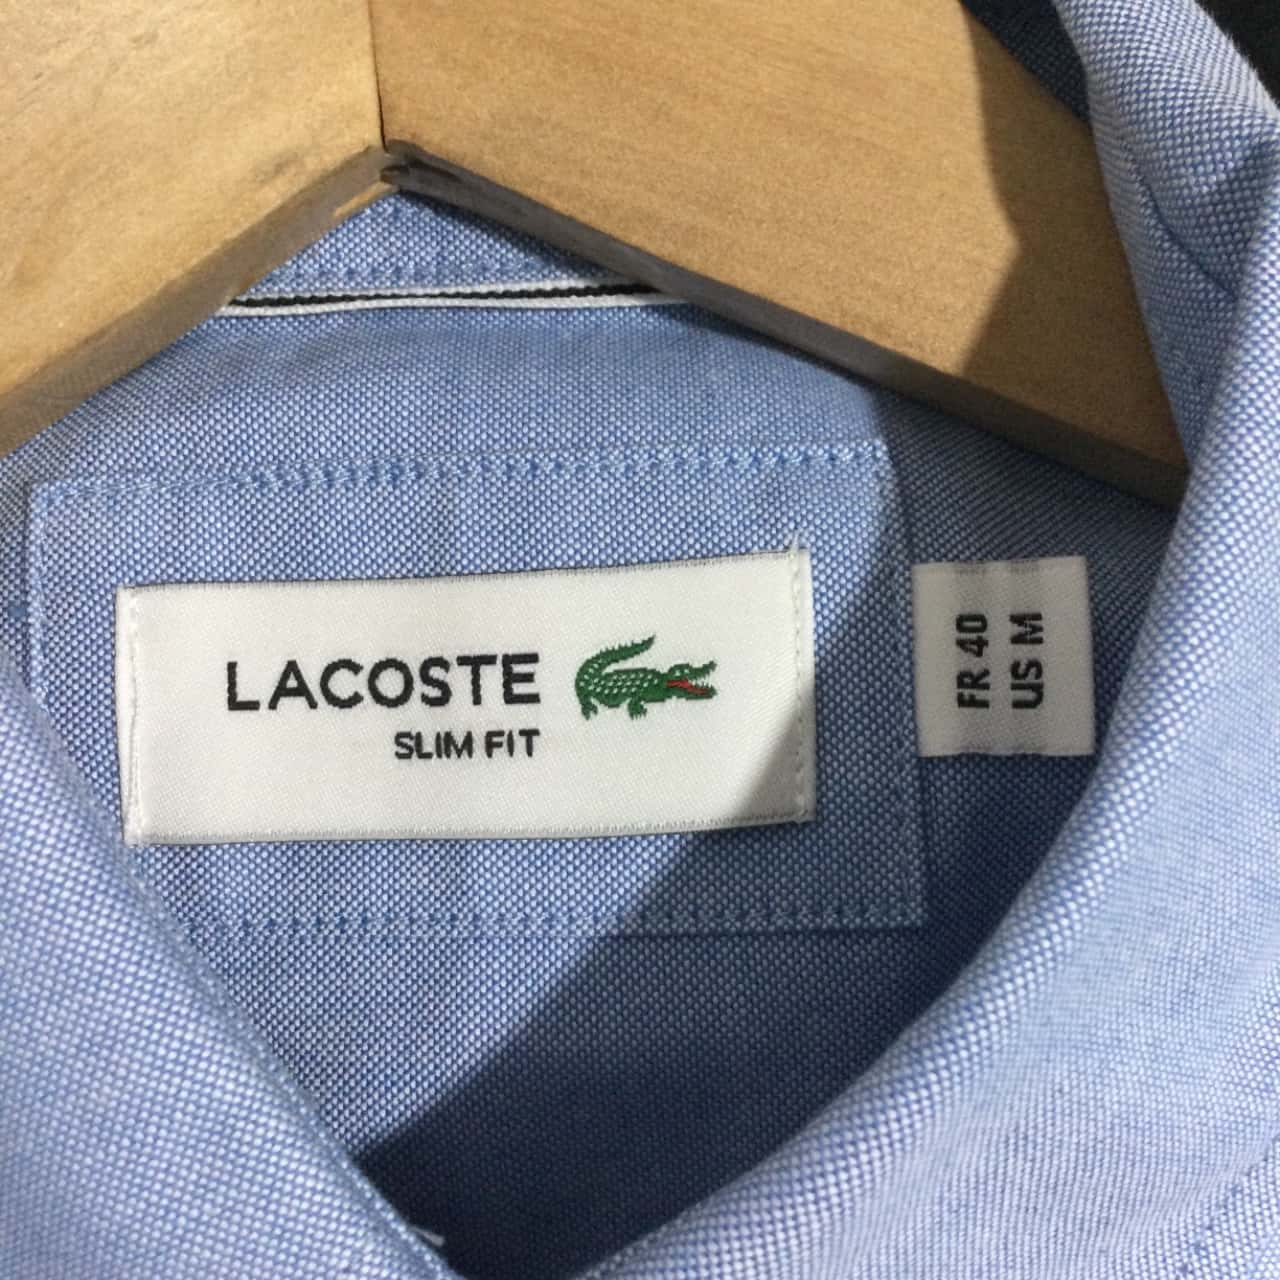 LACOSTE
SLIM FIT
FR 40
US M